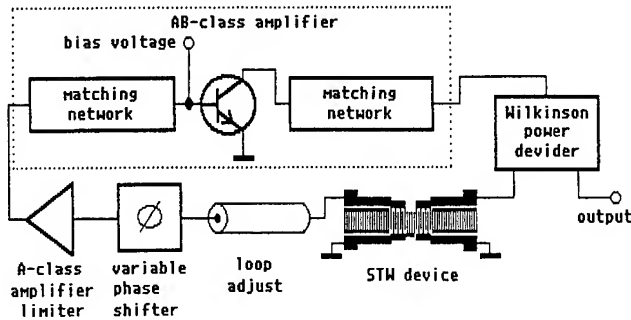 AB-class amplifier
bias voltage
matching
network
matching
network
Wilkinson
power
devider
output
A-class
amplifier
limiter
variable
phase
shifter
loop
adjust
STW device